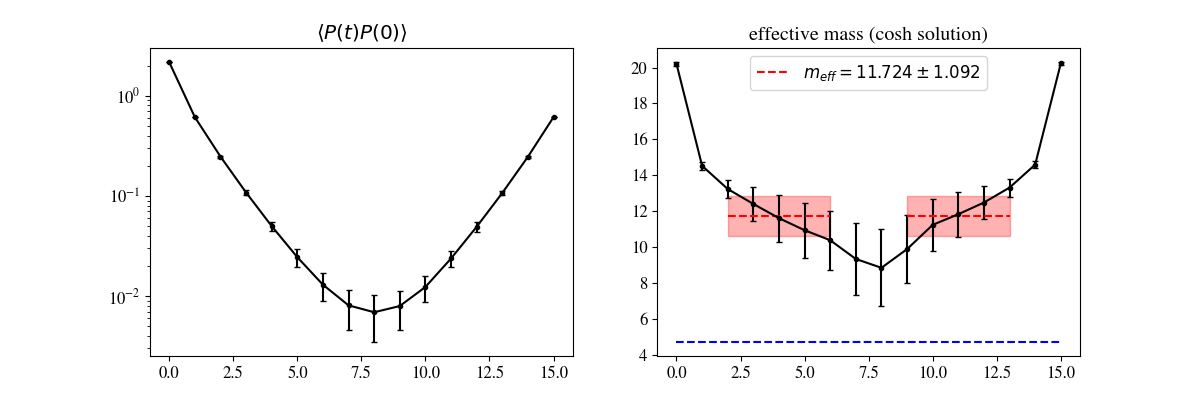 ⟨P(t)P(0)⟩
10⁰
10⁻¹
10⁻²
0.0 2.5 5.0 7.5 10.0 12.5 15.0
effective mass (cosh solution)
m_eff = 11.724 ± 1.092
20
18
16
14
12
10
8
6
4
0.0 2.5 5.0 7.5 10.0 12.5 15.0